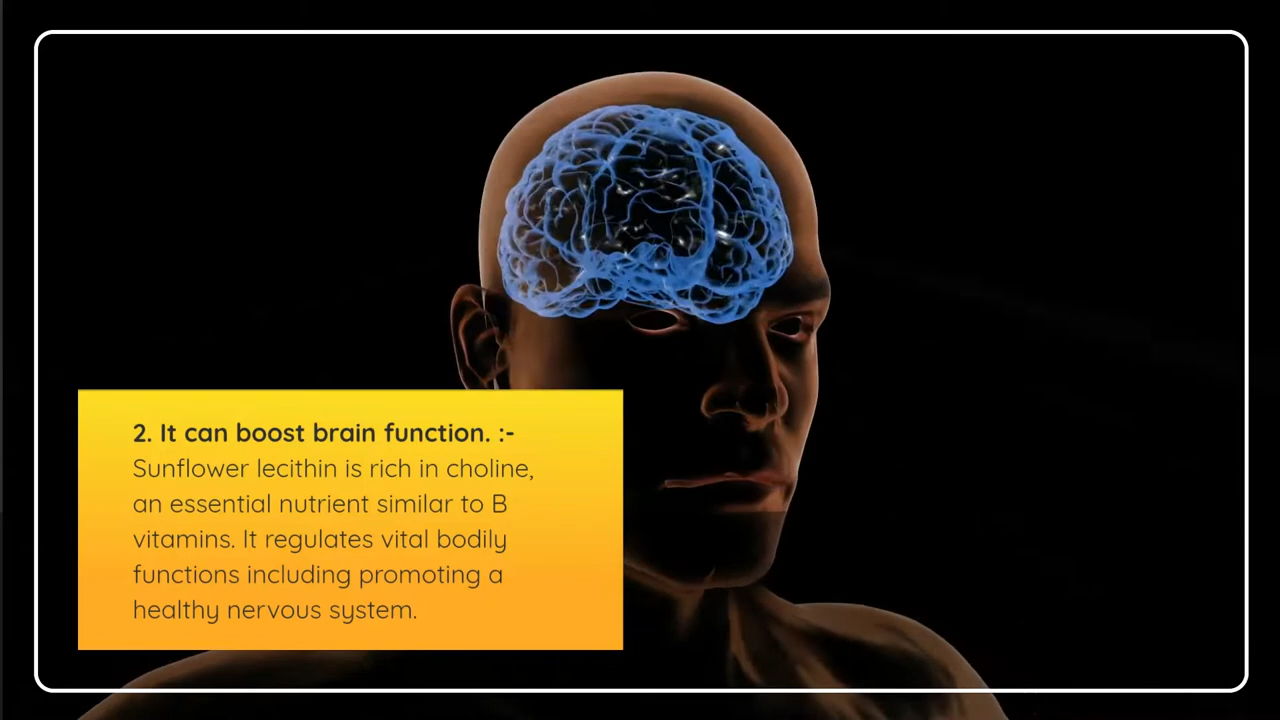 2. It can boost brain function. :-
Sunflower lecithin is rich in choline,
an essential nutrient similar to B
vitamins. It regulates vital bodily
functions including promoting a
healthy nervous system.